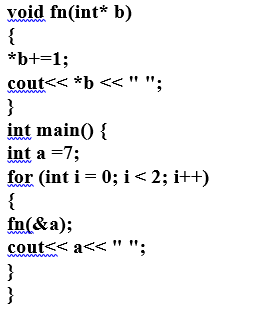 void fn(int* b)
{
*b+=1;
cout<< *b << " ";
}
int main() {
int a =7;
for (int i = 0; i < 2; i++)
{
fn(&a);
cout<< a<< " ";
}
}